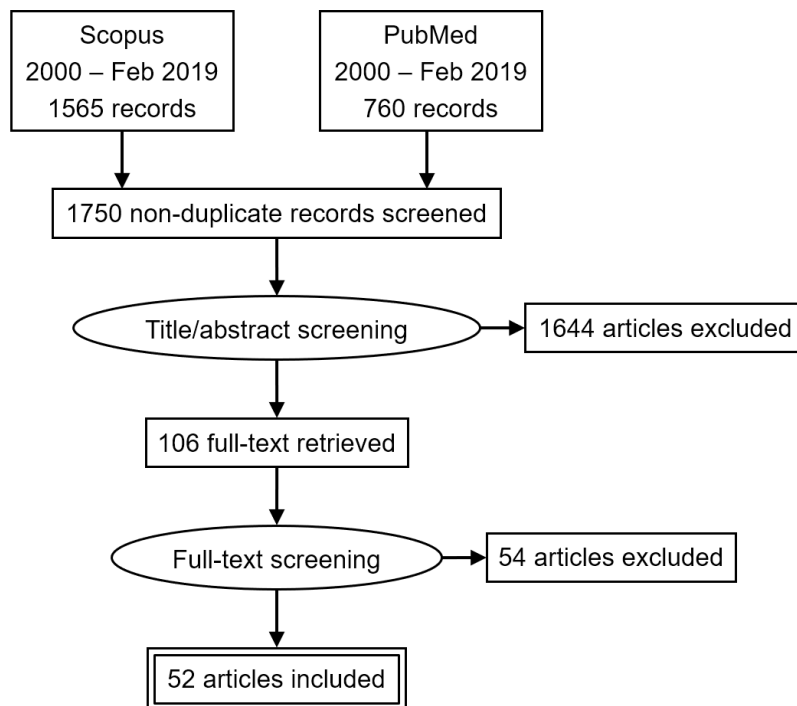 Scopus
2000 – Feb 2019
1565 records
PubMed
2000 – Feb 2019
760 records
1750 non-duplicate records screened
Title/abstract screening
1644 articles excluded
106 full-text retrieved
Full-text screening
54 articles excluded
52 articles included